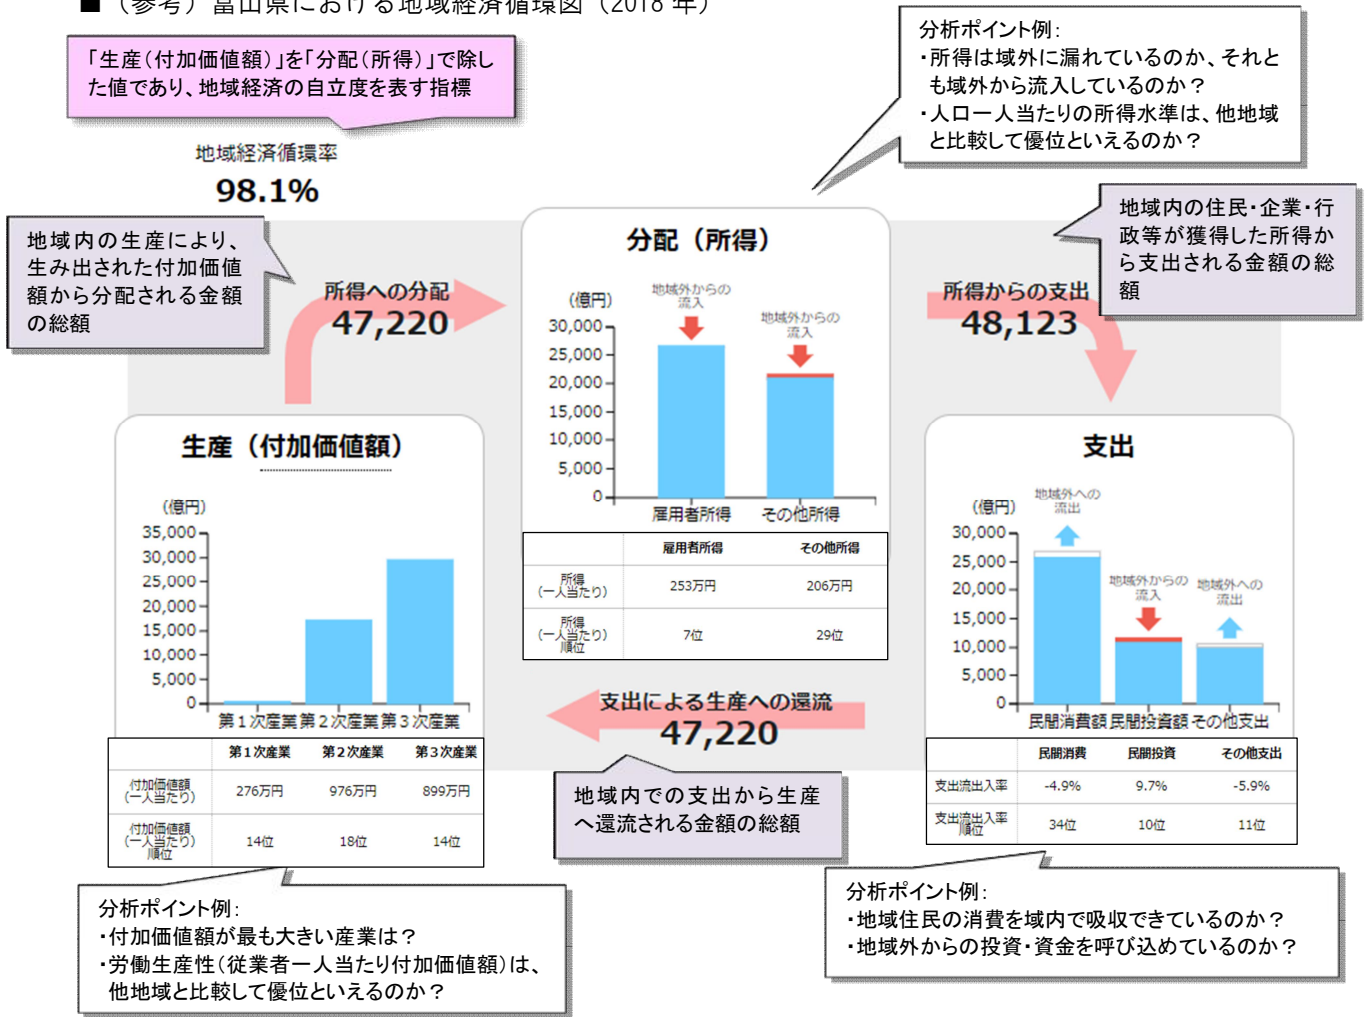 ■（参考）富山県における地域経済循環図（2018年）
「生産（付加価値額）」を「分配（所得）」で除し
た値であり、地域経済の自立度を表す指標
分析ポイント例：
・所得は域外に漏れているのか、それと
も域外から流入しているのか？
・人口一人当たりの所得水準は、他地域
と比較して優位といえるのか？
地域経済循環率
98.1%
地域内の生産により、
生み出された付加価値
額から分配される金額
の総額
所得への分配
47,220
分配（所得）
（億円）
地域外からの
流入
地域外からの
流入
30,000
25,000
20,000
15,000
10,000
5,000
0
雇用者所得 その他所得
雇用者所得 その他所得
所得
（一人当たり） 253万円 206万円
所得
（一人当たり）
順位 7位 29位
所得からの支出
48,123
地域内の住民・企業・行
政等が獲得した所得か
ら支出される金額の総
額
生産（付加価値額）
（億円）
35,000
30,000
25,000
20,000
15,000
10,000
5,000
0
第１次産業 第２次産業 第３次産業
第１次産業 第２次産業 第３次産業
付加価値額
（一人当たり） 276万円 976万円 899万円
付加価値額
（一人当たり）
順位 14位 18位 14位
支出
（億円）
地域外への
流出
地域外からの
流入
地域外への
流出
30,000
25,000
20,000
15,000
10,000
5,000
0
民間消費額 民間投資額 その他支出
民間消費 民間投資 その他支出
支出流出入率 -4.9% 9.7% -5.9%
支出流出入率
順位 34位 10位 11位
支出による生産への還流
47,220
地域内での支出から生産
へ還流される金額の総額
分析ポイント例：
・付加価値額が最も大きい産業は？
・労働生産性（従業者一人当たり付加価値額）は、
他地域と比較して優位といえるのか？
分析ポイント例：
・地域住民の消費を域内で吸収できているのか？
・地域外からの投資・資金を呼び込めているのか？